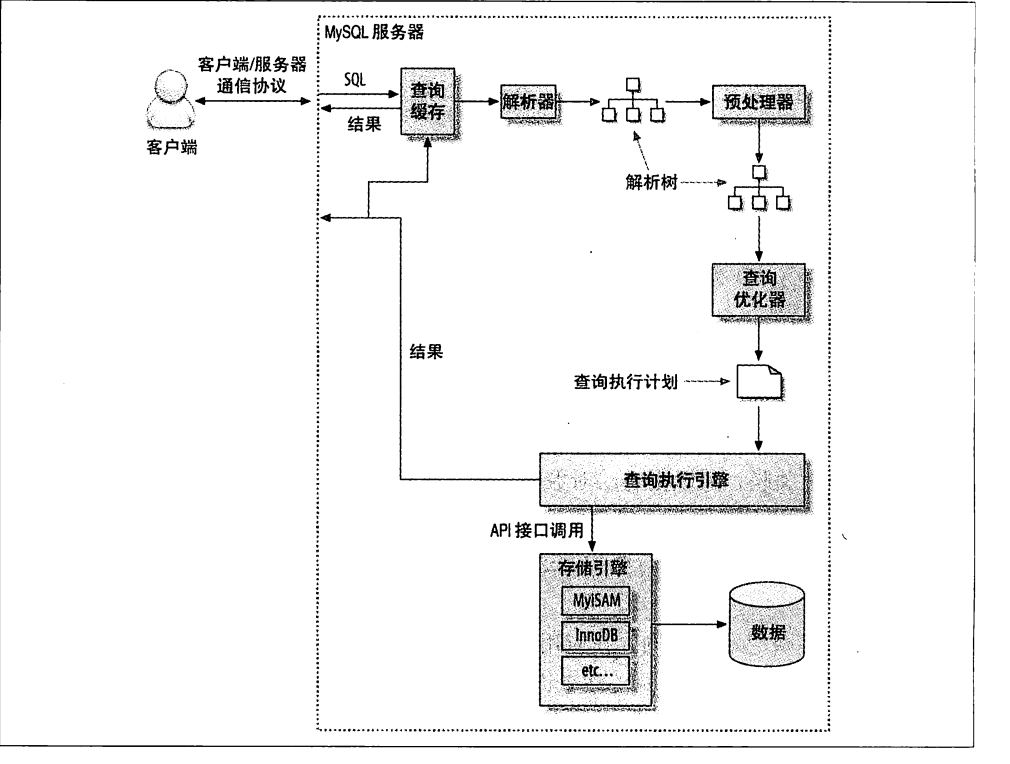 MySQL 服务器
客户端/服务器
通信协议
客户端
SQL
结果
查询
缓存
解析器
预处理器
解析树
查询
优化器
结果
查询执行计划
查询执行引擎
API 接口调用
存储引擎
MyISAM
InnoDB
etc…
数据